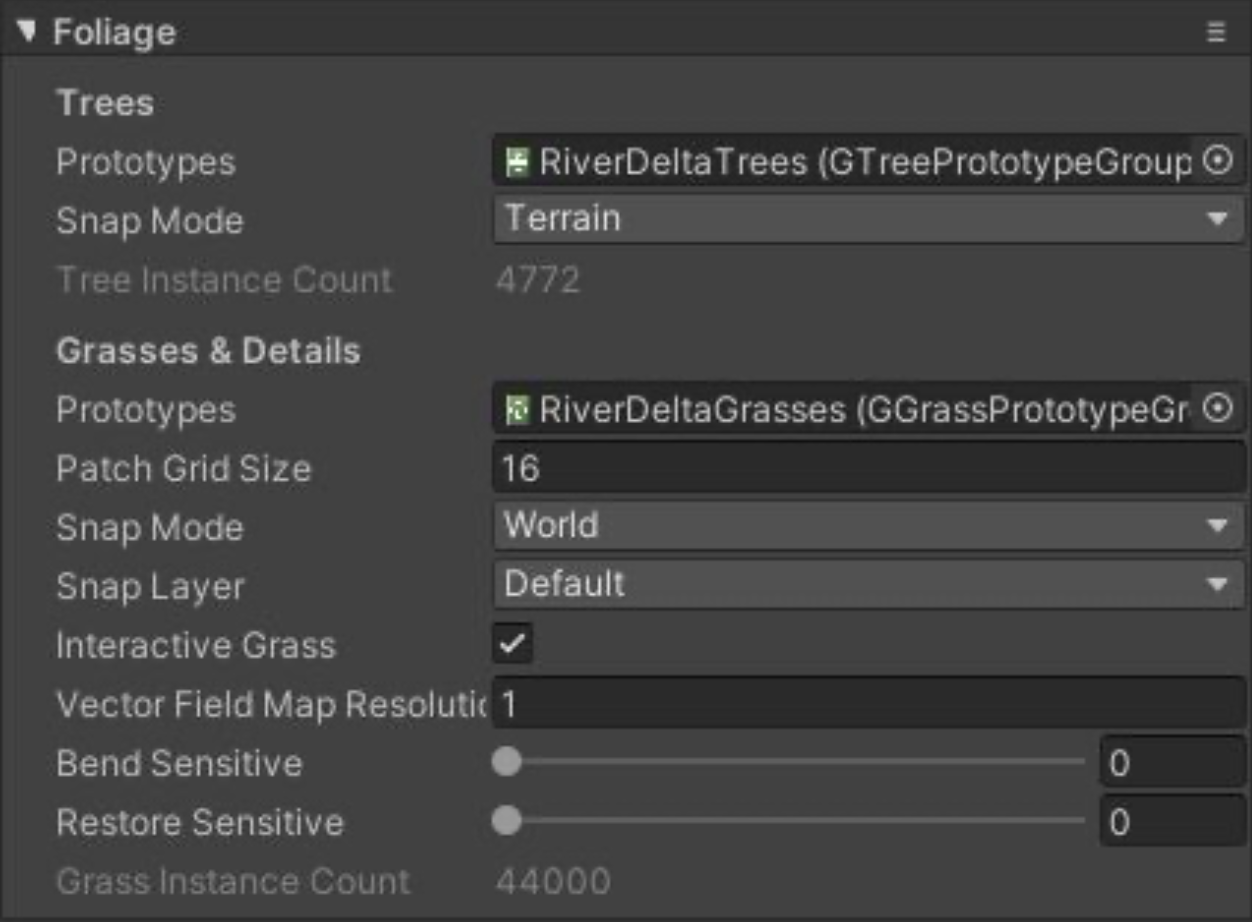 Foliage
Trees
Prototypes RiverDeltaTrees (GTreePrototypeGroup
Snap Mode Terrain
Tree Instance Count 4772
Grasses & Details
Prototypes RiverDeltaGrasses (GGrassPrototypeGr
Patch Grid Size 16
Snap Mode World
Snap Layer Default
Interactive Grass
Vector Field Map Resolutic 1
Bend Sensitive 0
Restore Sensitive 0
Grass Instance Count 44000